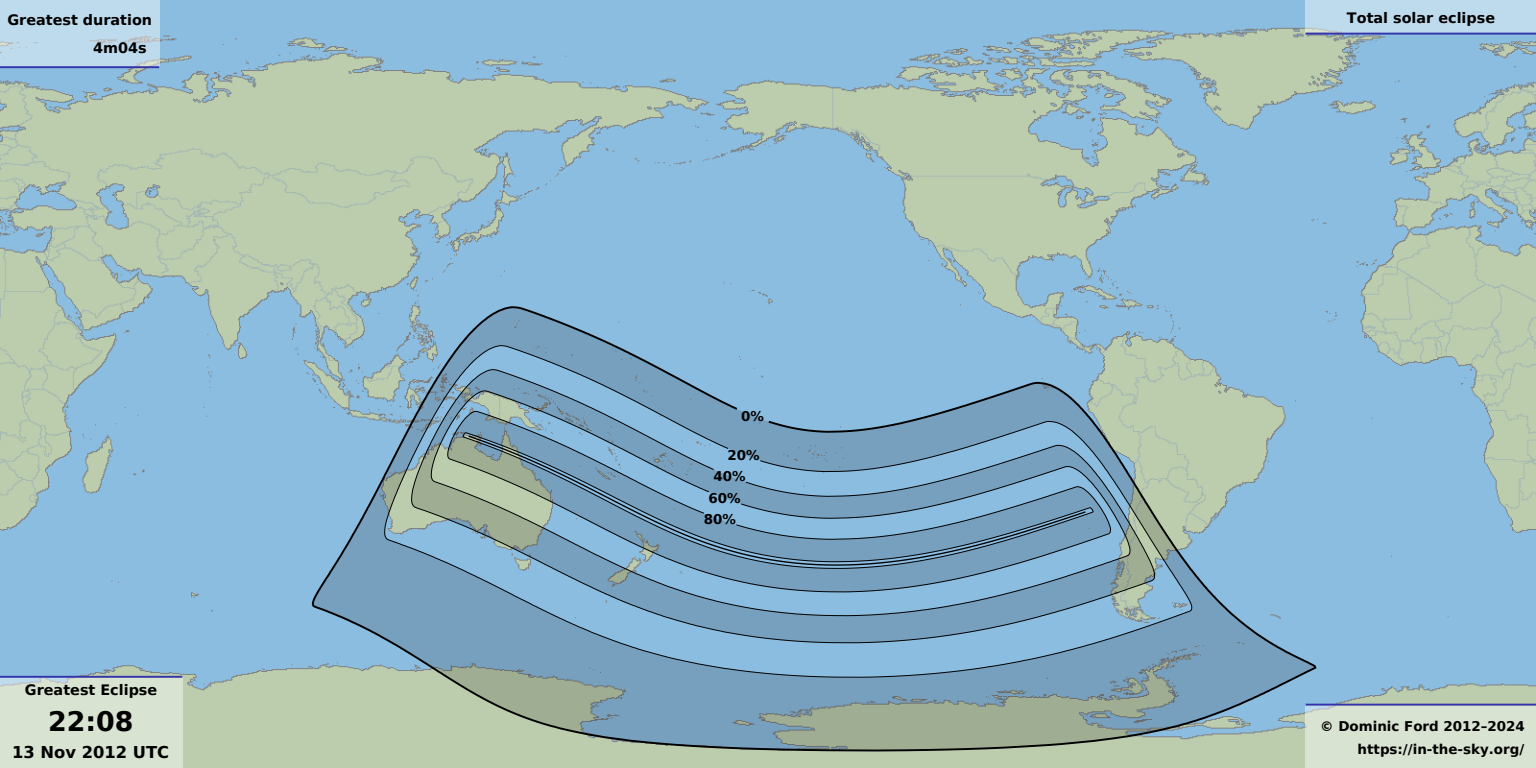 Greatest duration
4m04s
Total solar eclipse
0%
20%
40%
60%
80%
Greatest Eclipse
22:08
13 Nov 2012 UTC
© Dominic Ford 2012–2024
https://in-the-sky.org/